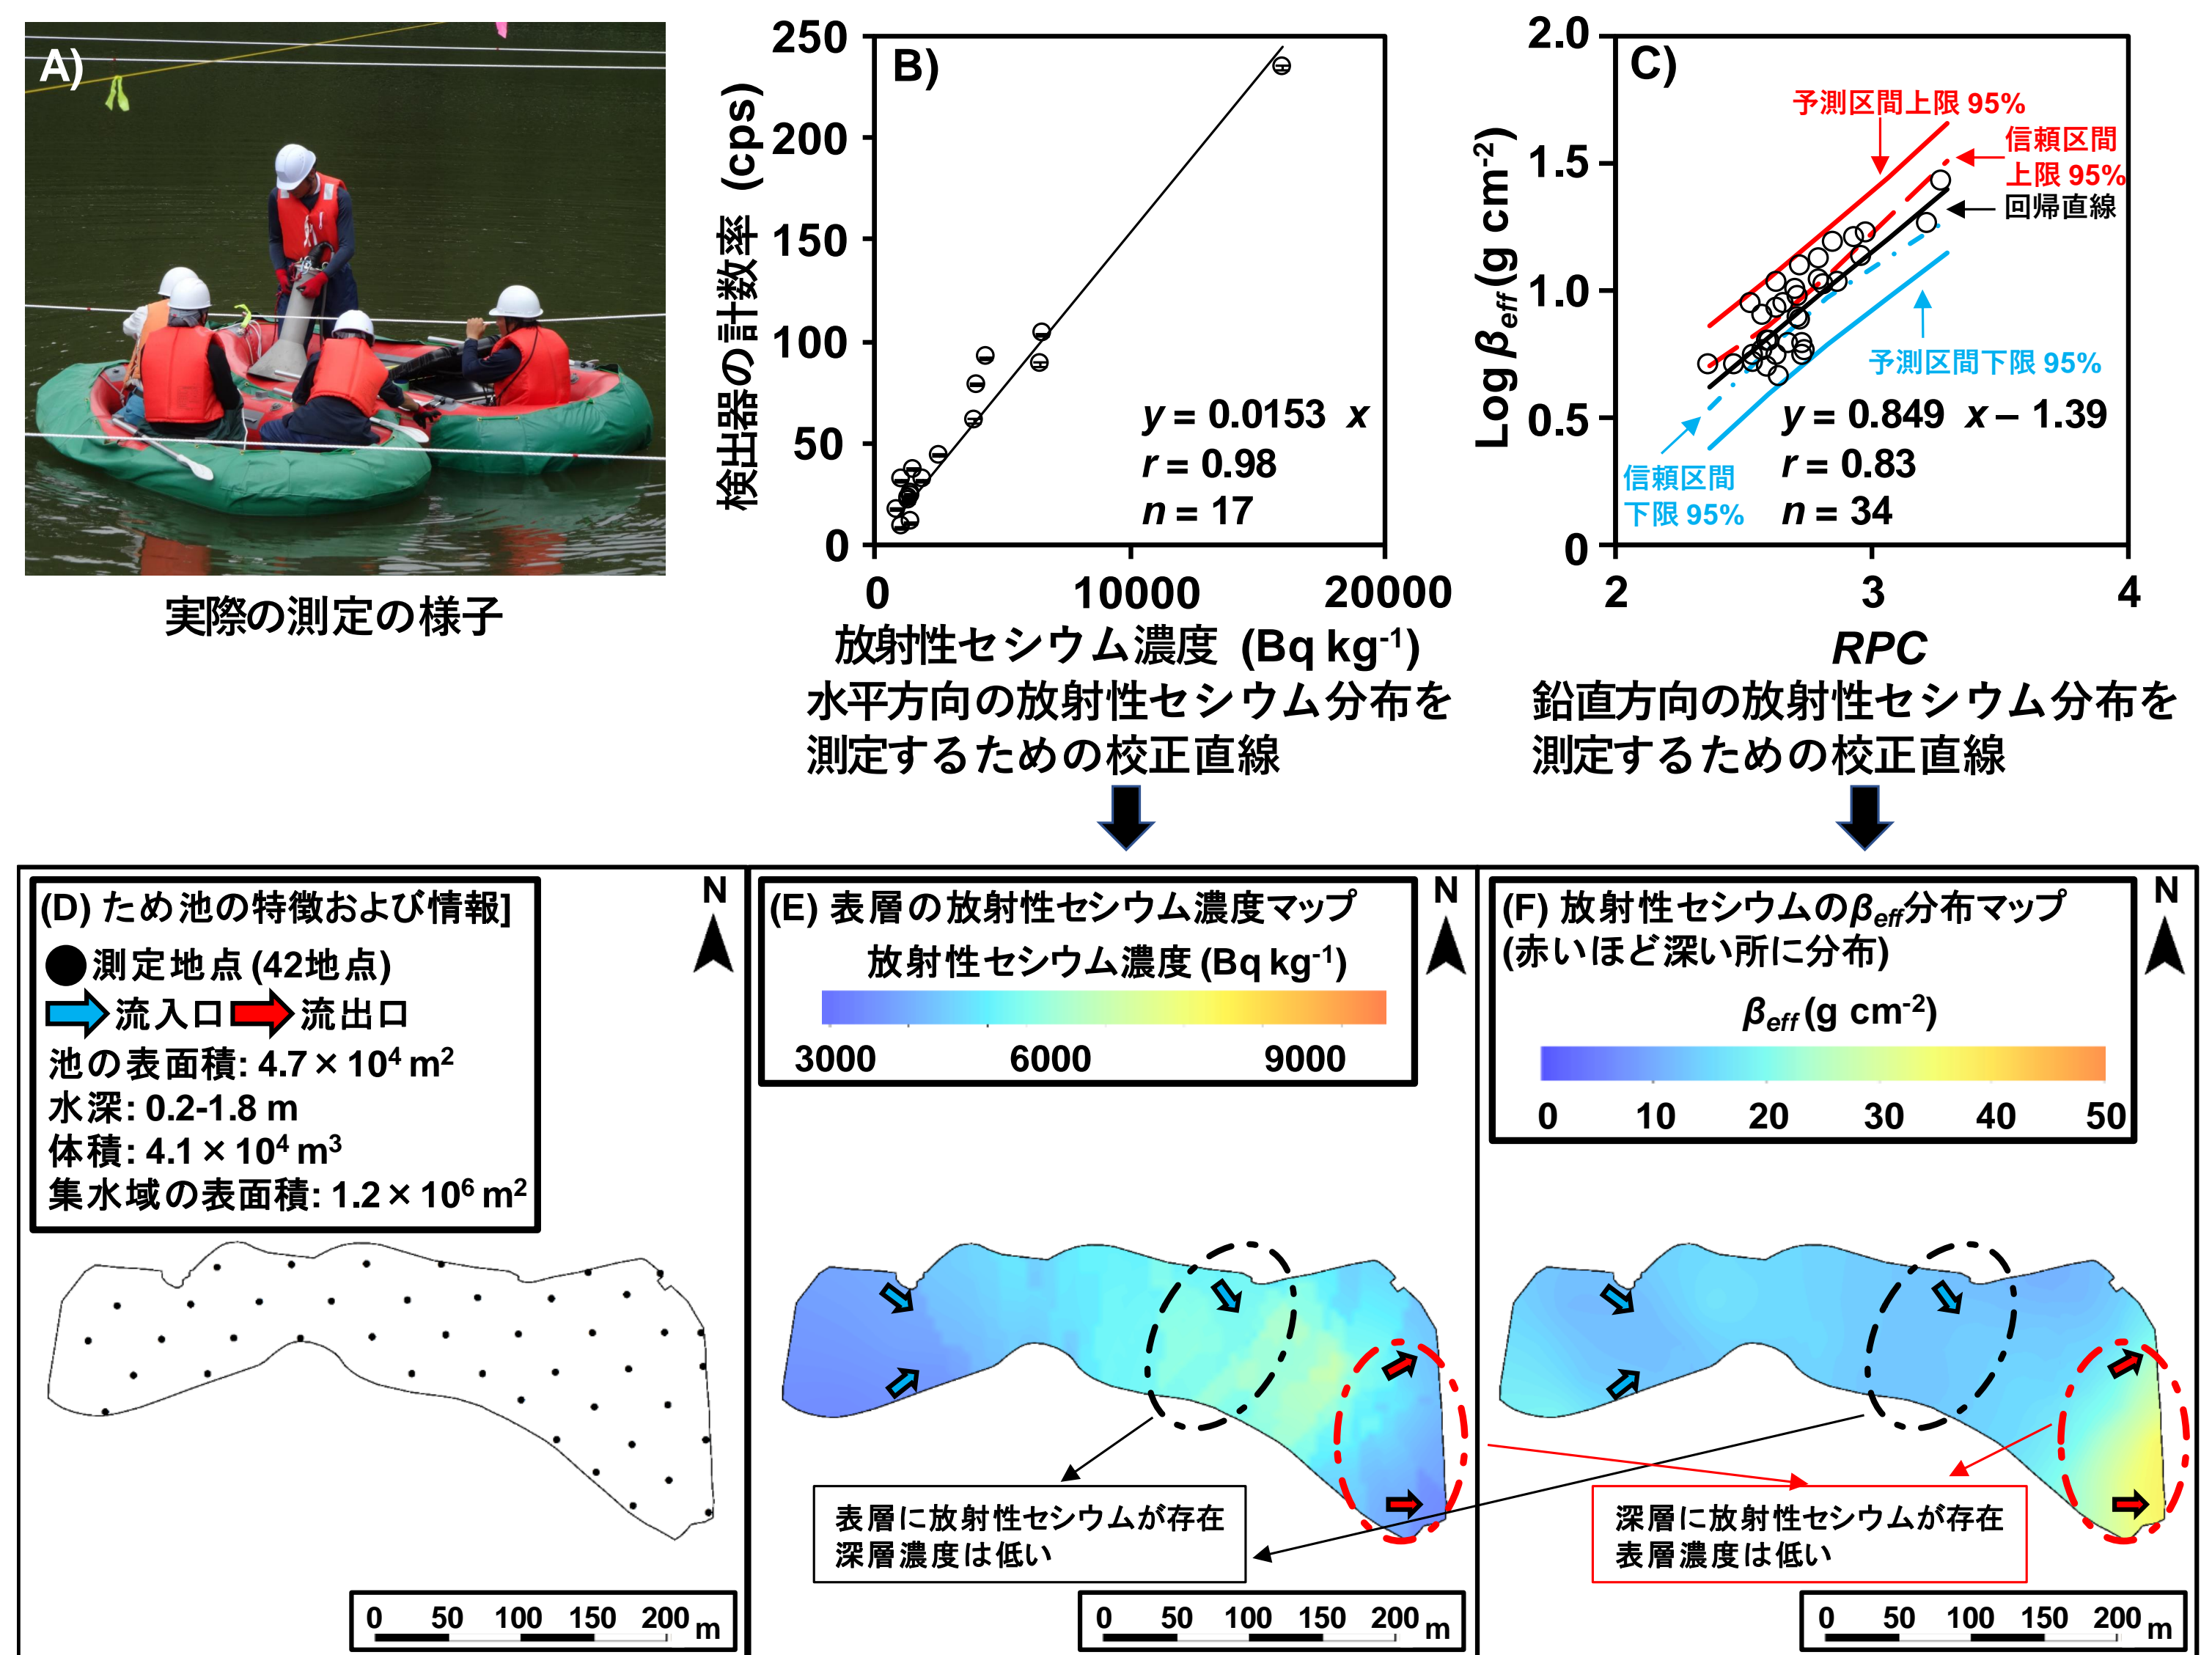 A)
実際の測定の様子
B)
検出器の計数率 (cps)
250
200
150
100
50
0
y = 0.0153 x
r = 0.98
n = 17
0 10000 20000
放射性セシウム濃度 (Bq kg-1)
水平方向の放射性セシウム分布を
測定するための校正直線
C)
Log βeff (g cm-2)
2.0
1.5
1.0
0.5
0
予測区間上限 95%
信頼区間
上限 95%
回帰直線
予測区間下限 95%
信頼区間
下限 95%
y = 0.849 x – 1.39
r = 0.83
n = 34
2 3 4
RPC
鉛直方向の放射性セシウム分布を
測定するための校正直線
(D) ため池の特徴および情報]
測定地点 (42地点)
流入口 流出口
池の表面積: 4.7 × 10⁴ m²
水深: 0.2-1.8 m
体積: 4.1 × 10⁴ m³
集水域の表面積: 1.2 × 10⁶ m²
N
0 50 100 150 200 m
(E) 表層の放射性セシウム濃度マップ
放射性セシウム濃度 (Bq kg-1)
3000 6000 9000
N
表層に放射性セシウムが存在
深層濃度は低い
0 50 100 150 200 m
(F) 放射性セシウムのβeff分布マップ
(赤いほど深い所に分布)
βeff (g cm-2)
0 10 20 30 40 50
N
深層に放射性セシウムが存在
表層濃度は低い
0 50 100 150 200 m